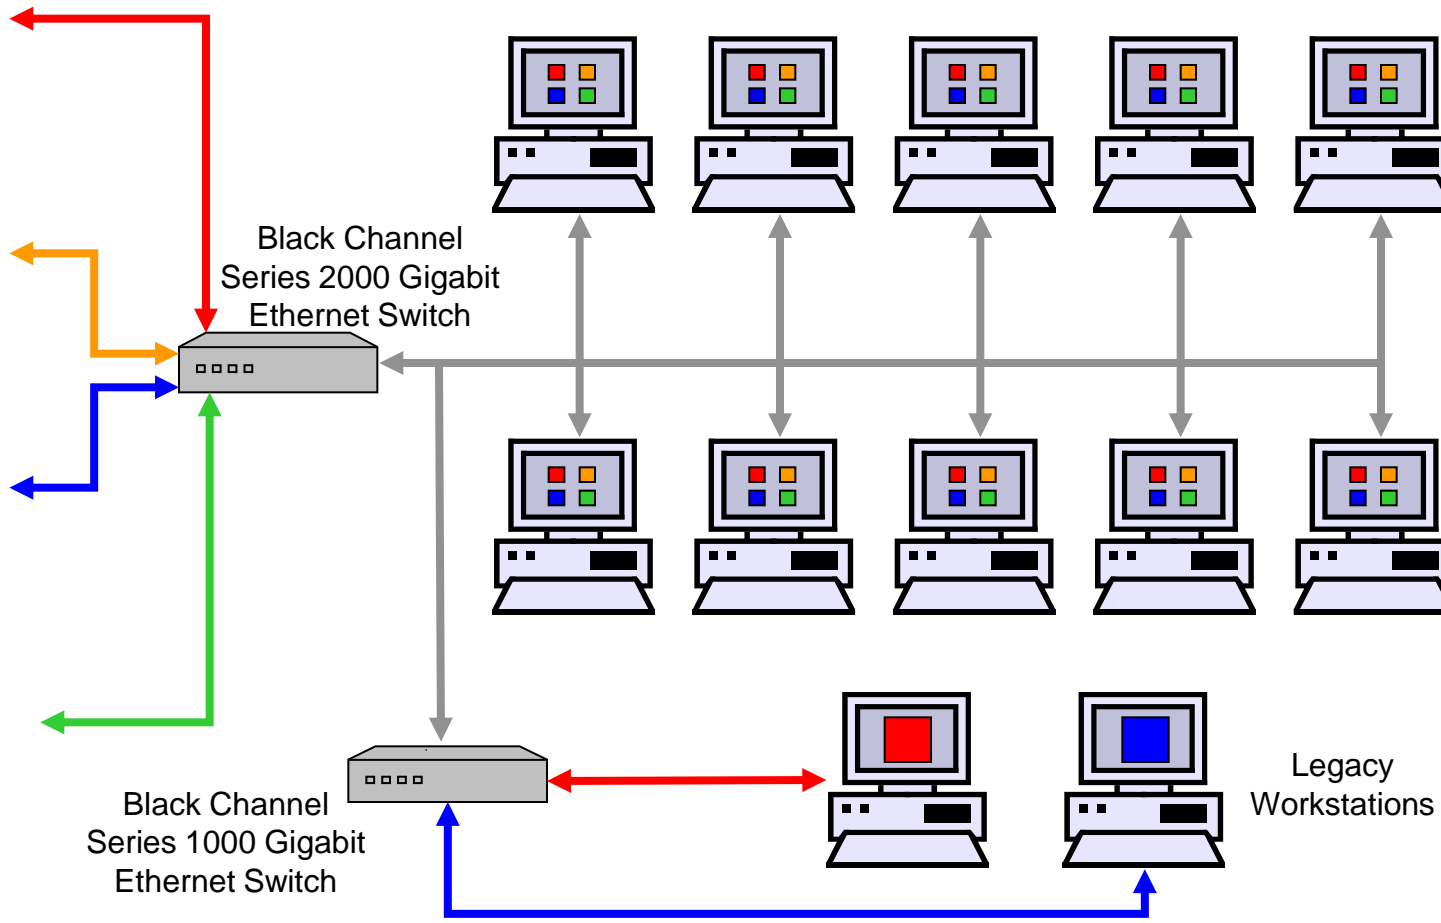 Black Channel
Series 2000 Gigabit
Ethernet Switch
Black Channel
Series 1000 Gigabit
Ethernet Switch
Legacy
Workstations